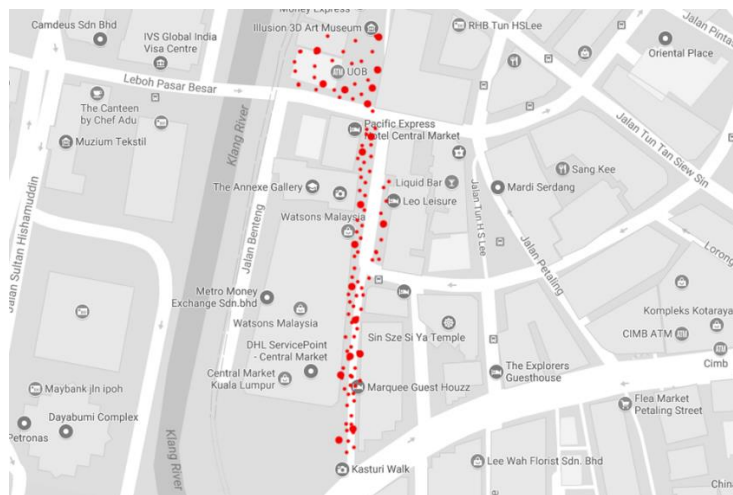 Money Express
Camdeus Sdn Bhd
Illusion 3D Art Museum
RHB Tun HSLee
Jalan Pintas
IVS Global India
Visa Centre
Oriental Place
Leboh Pasar Besar
UOB
The Canteen
by Chef Adu
Klang River
Pacific Express
Hotel Central Market
Jalan Tun Tan Siew Sin
Muzium Tekstil
Sang Kee
The Annexe Gallery
Liquid Bar
Mardi Serdang
Leo Leisure
Jalan Tun H S Lee
Watsons Malaysia
Jalan Benteng
Jalan Sultan Hishamuddin
Jalan Petaling
Lorong
Metro Money
Exchange Sdn.bhd
Watsons Malaysia
Kompleks Kotaraya
Sin Sze Si Ya Temple
CIMB ATM
DHL ServicePoint
- Central Market
Cimb
Central Market
Kuala Lumpur
The Explorers
Guesthouse
Maybank jln ipoh
Marquee Guest Houzz
Flea Market
Petaling Street
Dayabumi Complex
Petronas
Klang River
Kasturi Walk
Lee Wah Florist Sdn. Bhd
China